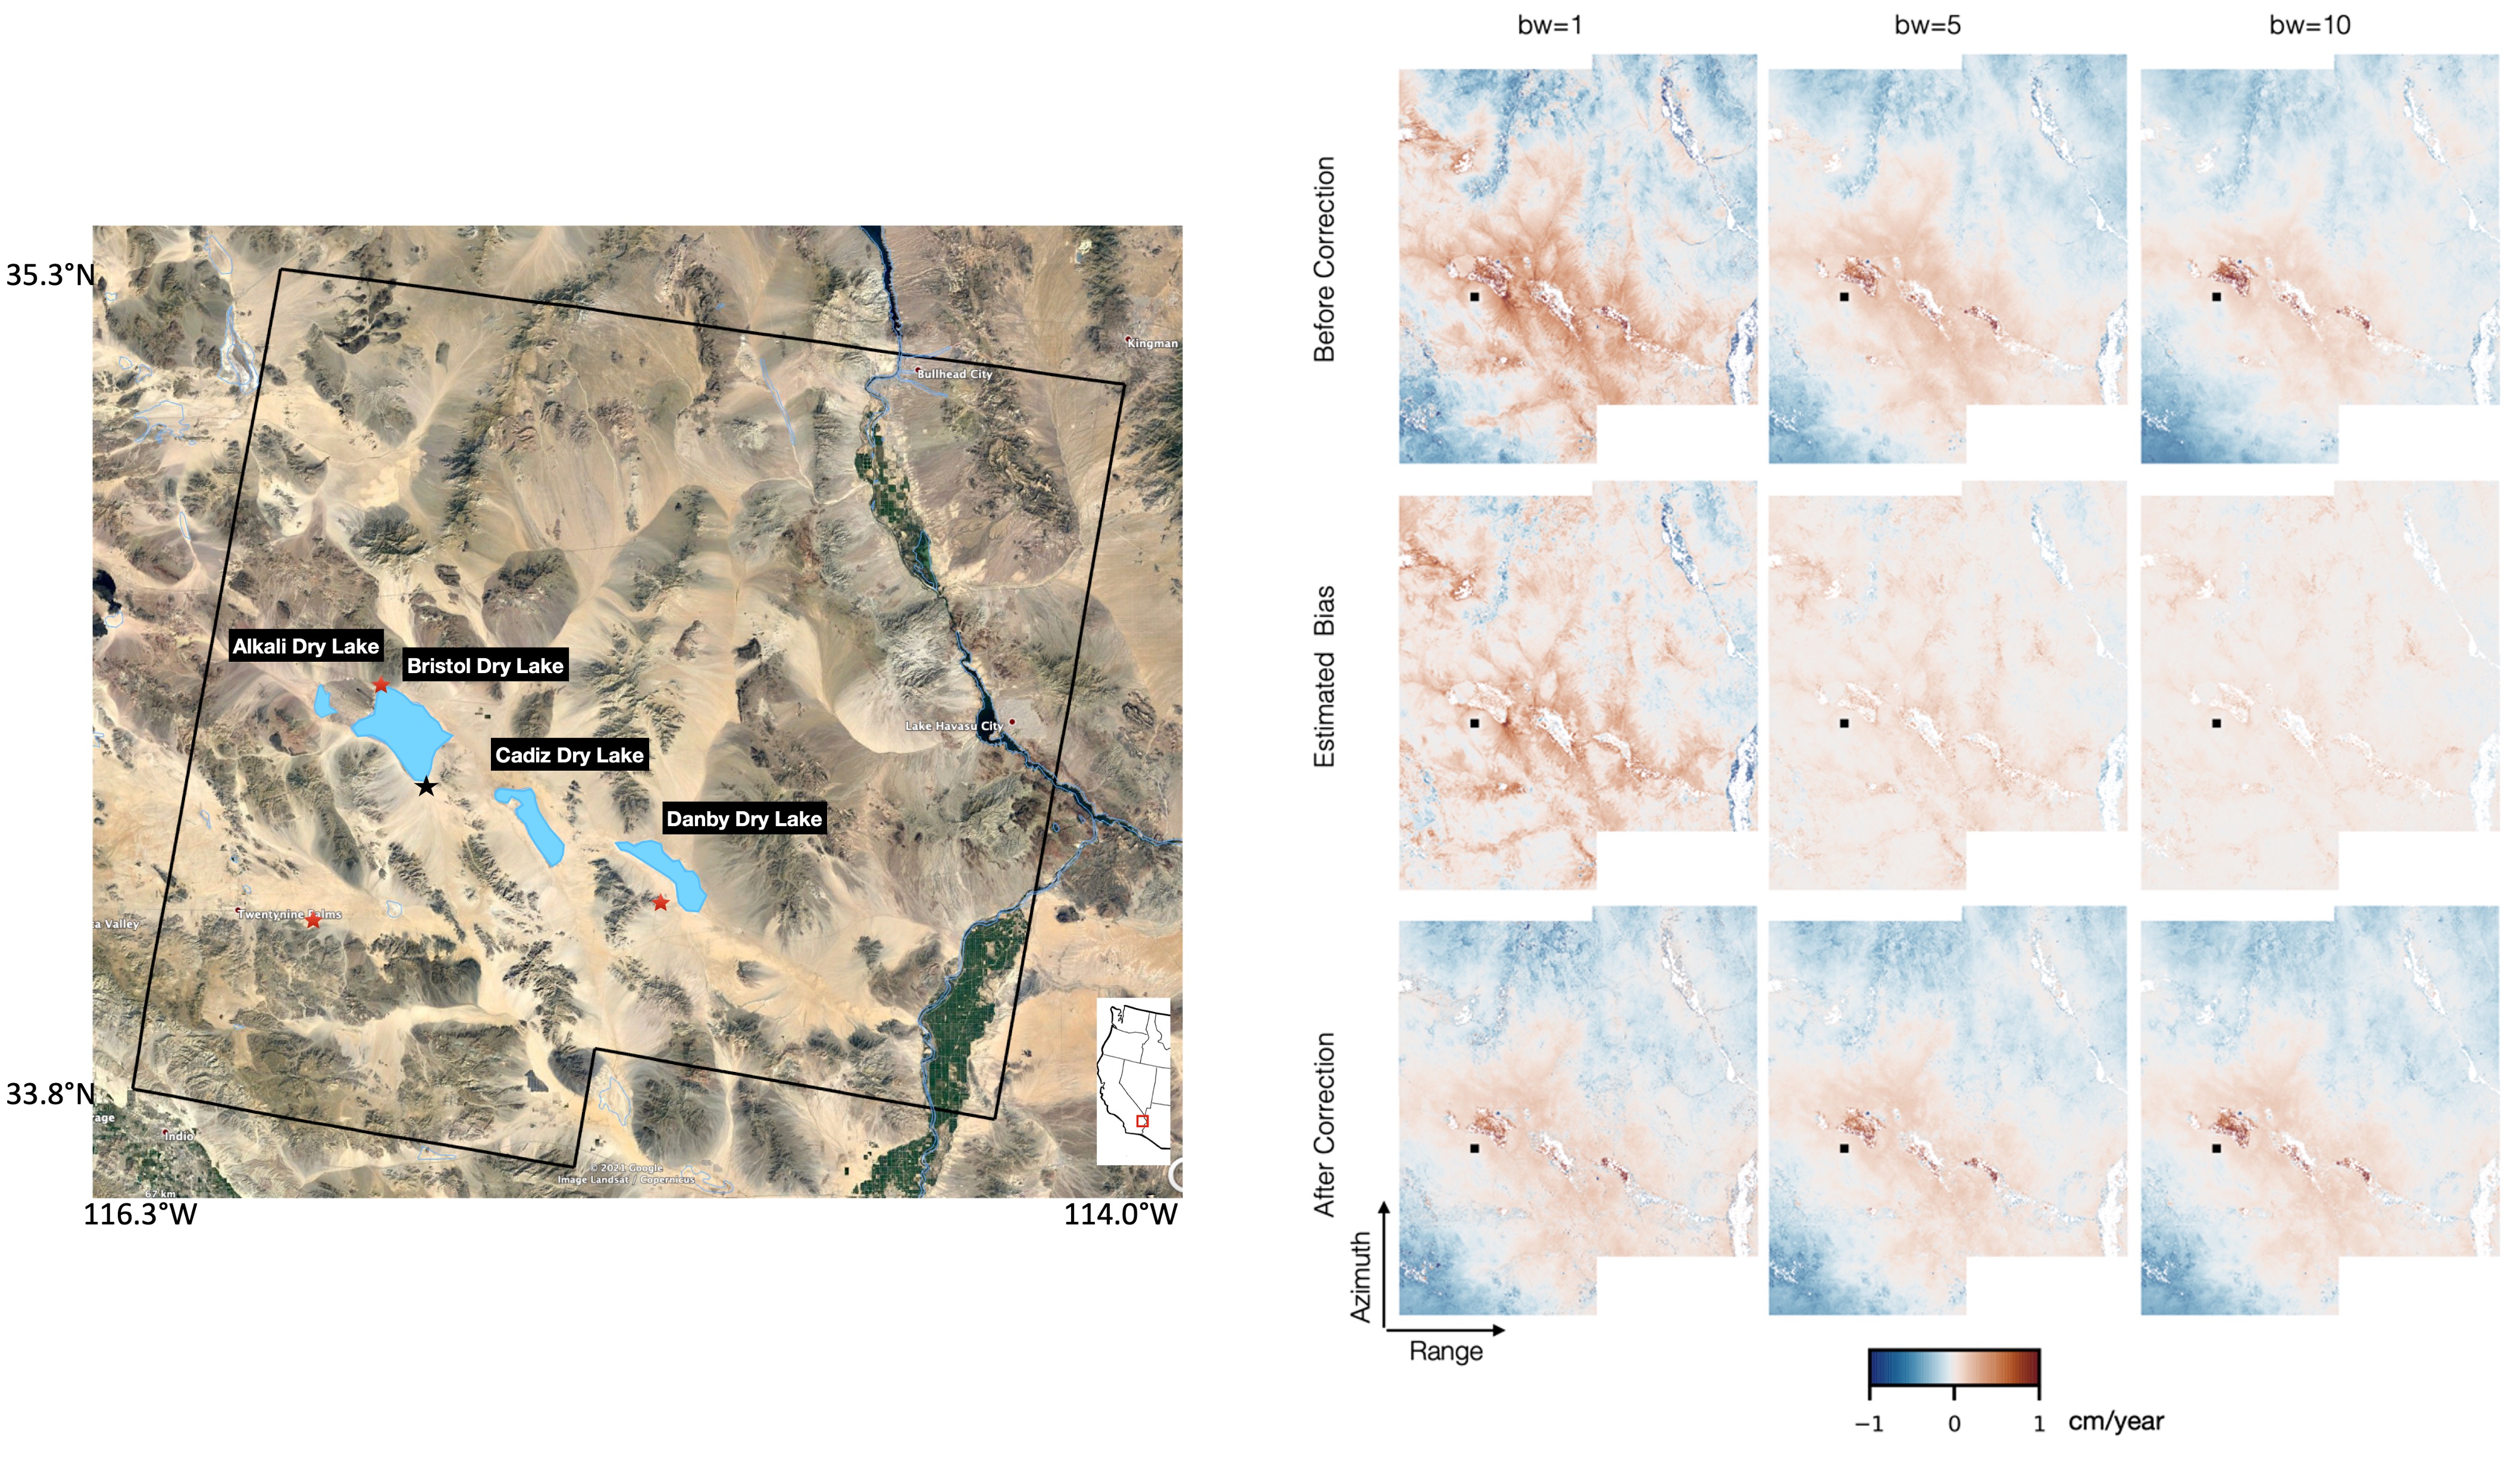 bw=1
bw=5
bw=10
35.3°N
33.8°N
116.3°W
114.0°W
Kingman
Bullhead City
Alkali Dry Lake
Bristol Dry Lake
Lake Havasu City
Cadiz Dry Lake
Danby Dry Lake
Twentynine Palms
a Valley
rage
Indio
67 km
© 2021 Google
Image Landsat / Copernicus
Before Correction
Estimated Bias
After Correction
Azimuth
Range
−1
0
1
cm/year